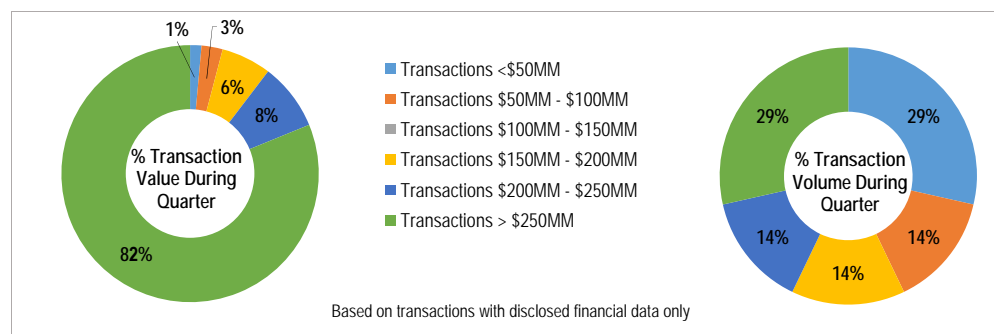 1%
3%
6%
8%
82%
% Transaction
Value During
Quarter
Transactions <$50MM
Transactions $50MM - $100MM
Transactions $100MM - $150MM
Transactions $150MM - $200MM
Transactions $200MM - $250MM
Transactions > $250MM
29%
29%
14%
14%
14%
% Transaction
Volume During
Quarter
Based on transactions with disclosed financial data only